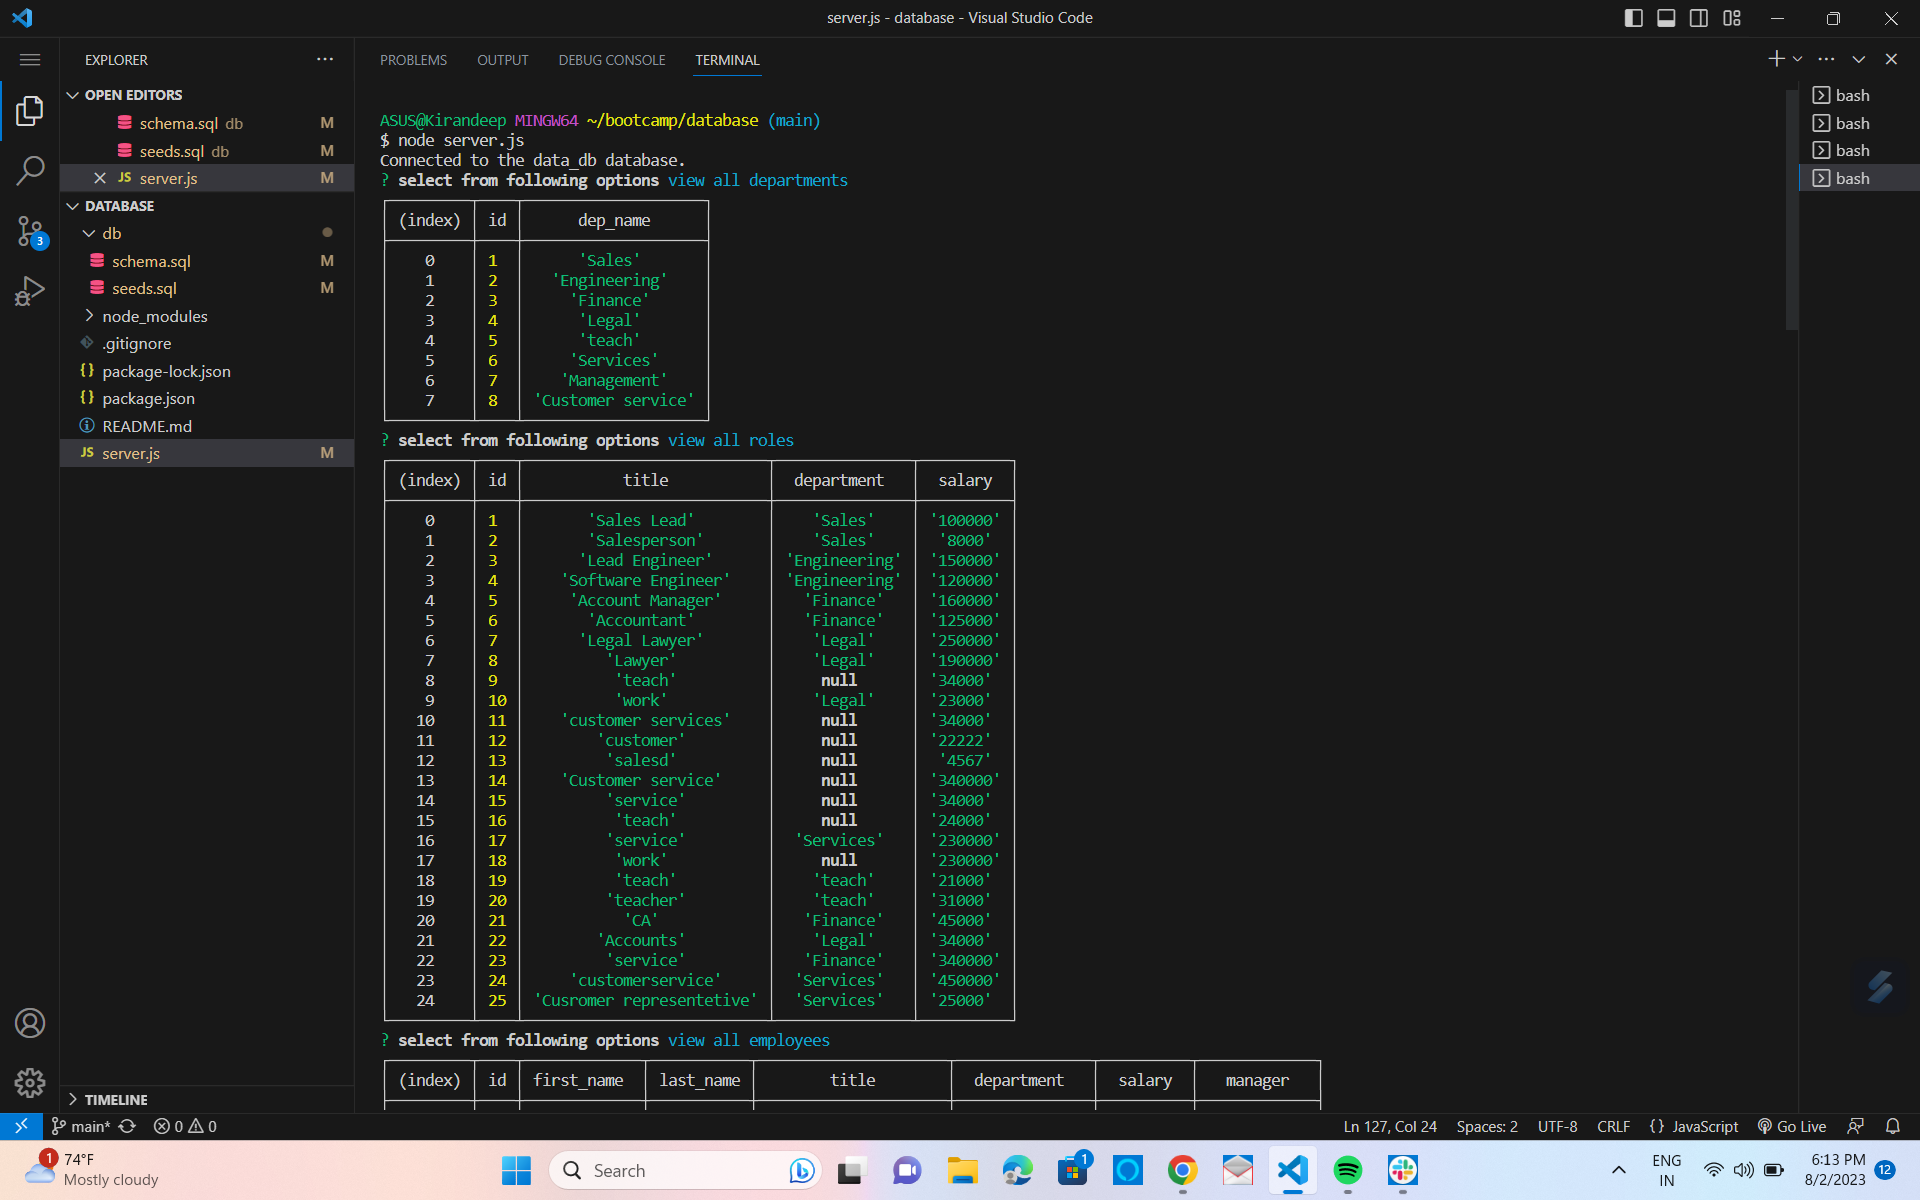 server.js - database - Visual Studio Code
EXPLORER
OPEN EDITORS
schema.sql db M
seeds.sql db M
JS server.js M
DATABASE
db
schema.sql M
seeds.sql M
node_modules
.gitignore
{} package-lock.json
{} package.json
README.md
JS server.js M
TIMELINE
3
PROBLEMS OUTPUT DEBUG CONSOLE TERMINAL
bash
bash
bash
bash
ASUS@Kirandeep MINGW64 ~/bootcamp/database (main)
$ node server.js
Connected to the data_db database.
? select from following options view all departments
(index) id dep_name
0 1 'Sales'
1 2 'Engineering'
2 3 'Finance'
3 4 'Legal'
4 5 'teach'
5 6 'Services'
6 7 'Management'
7 8 'Customer service'
? select from following options view all roles
(index) id title department salary
0 1 'Sales Lead' 'Sales' '100000'
1 2 'Salesperson' 'Sales' '8000'
2 3 'Lead Engineer' 'Engineering' '150000'
3 4 'Software Engineer' 'Engineering' '120000'
4 5 'Account Manager' 'Finance' '160000'
5 6 'Accountant' 'Finance' '125000'
6 7 'Legal Lawyer' 'Legal' '250000'
7 8 'Lawyer' 'Legal' '190000'
8 9 'teach' null '34000'
9 10 'work' 'Legal' '23000'
10 11 'customer services' null '34000'
11 12 'customer' null '22222'
12 13 'salesd' null '4567'
13 14 'Customer service' null '340000'
14 15 'service' null '34000'
15 16 'teach' null '24000'
16 17 'service' 'Services' '230000'
17 18 'work' null '230000'
18 19 'teach' 'teach' '21000'
19 20 'teacher' 'teach' '31000'
20 21 'CA' 'Finance' '45000'
21 22 'Accounts' 'Legal' '34000'
22 23 'service' 'Finance' '340000'
23 24 'customerservice' 'Services' '450000'
24 25 'Cusromer representetive' 'Services' '25000'
? select from following options view all employees
(index) id first_name last_name title department salary manager
main* 0 0 Ln 127, Col 24 Spaces: 2 UTF-8 CRLF {} JavaScript Go Live
1 74°F
Mostly cloudy
Search
1
ENG
IN
6:13 PM
8/2/2023
12